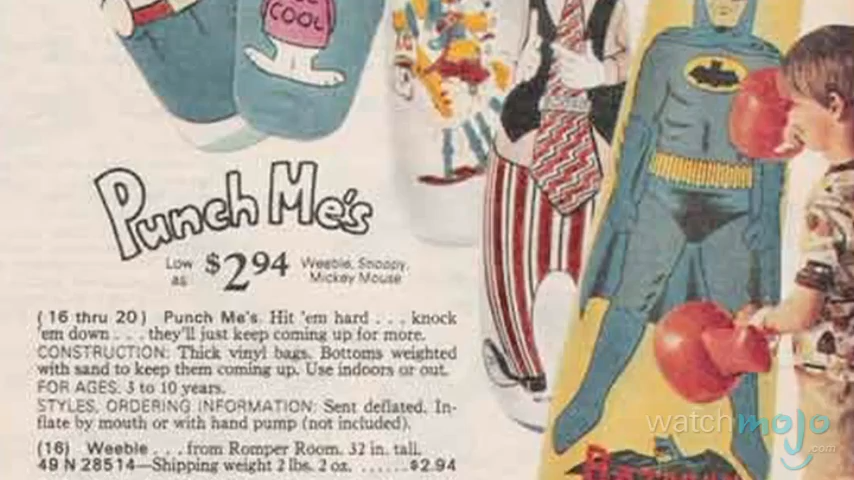 COOL
Punch Me's
Low as $2.94 Weeble, Snoopy, Mickey Mouse
(16 thru 20) Punch Me's. Hit 'em hard . . . knock
'em down . . . they'll just keep coming up for more.
CONSTRUCTION: Thick vinyl bags. Bottoms weighted
with sand to keep them coming up. Use indoors or out.
FOR AGES. 3 to 10 years.
STYLES, ORDERING INFORMATION: Sent deflated. In-
flate by mouth or with hand pump (not included).
(16) Weeble . . . from Romper Room. 32 in. tall.
49 N 28514—Shipping weight 2 lbs. 2 oz. ......$2.94
watchmojo
.com